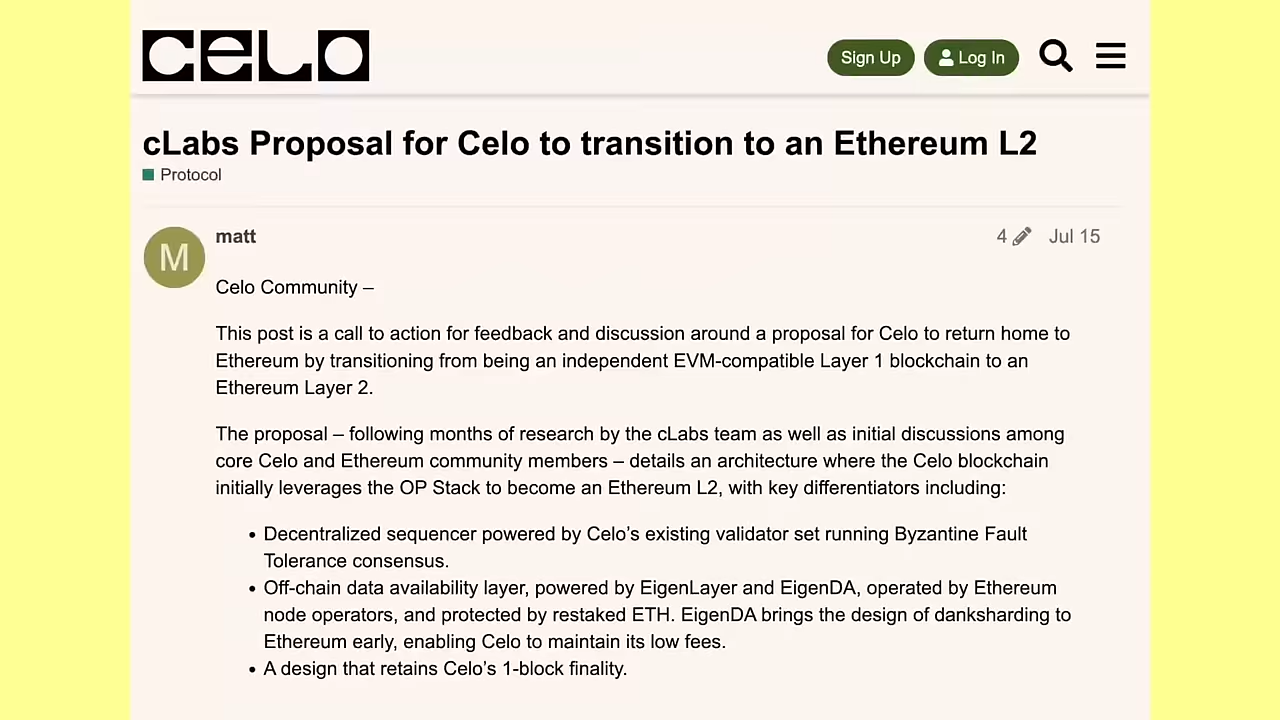 CELO
Sign Up
Log In
cLabs Proposal for Celo to transition to an Ethereum L2
Protocol
M
matt
4
Jul 15
Celo Community –
This post is a call to action for feedback and discussion around a proposal for Celo to return home to
Ethereum by transitioning from being an independent EVM-compatible Layer 1 blockchain to an
Ethereum Layer 2.
The proposal – following months of research by the cLabs team as well as initial discussions among
core Celo and Ethereum community members – details an architecture where the Celo blockchain
initially leverages the OP Stack to become an Ethereum L2, with key differentiators including:
• Decentralized sequencer powered by Celo’s existing validator set running Byzantine Fault
Tolerance consensus.
• Off-chain data availability layer, powered by EigenLayer and EigenDA, operated by Ethereum
node operators, and protected by restaked ETH. EigenDA brings the design of danksharding to
Ethereum early, enabling Celo to maintain its low fees.
• A design that retains Celo’s 1-block finality.